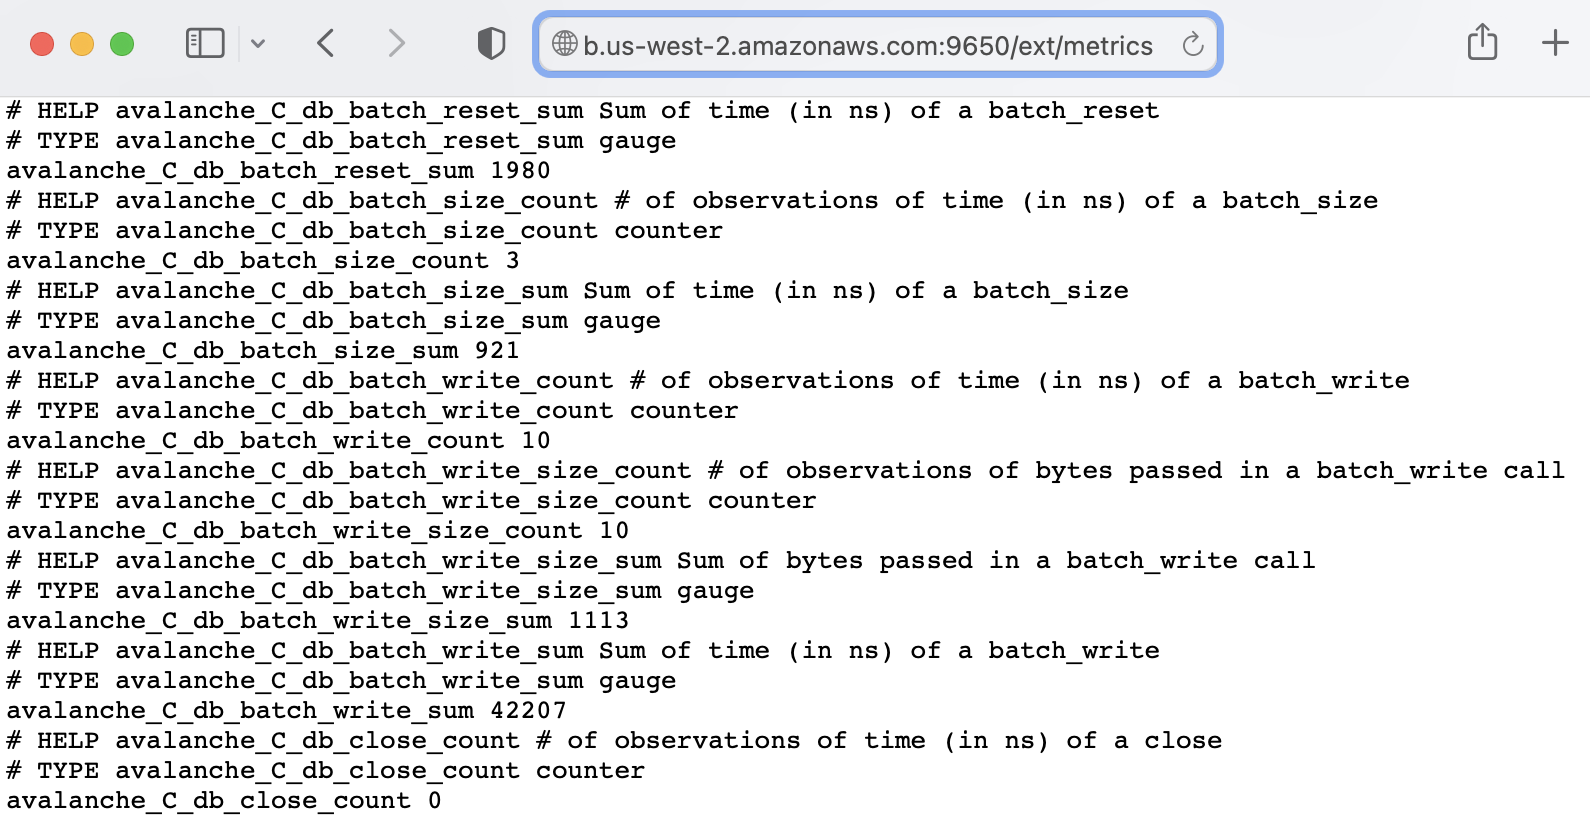 b.us-west-2.amazonaws.com:9650/ext/metrics
# HELP avalanche_C_db_batch_reset_sum Sum of time (in ns) of a batch_reset
# TYPE avalanche_C_db_batch_reset_sum gauge
avalanche_C_db_batch_reset_sum 1980
# HELP avalanche_C_db_batch_size_count # of observations of time (in ns) of a batch_size
# TYPE avalanche_C_db_batch_size_count counter
avalanche_C_db_batch_size_count 3
# HELP avalanche_C_db_batch_size_sum Sum of time (in ns) of a batch_size
# TYPE avalanche_C_db_batch_size_sum gauge
avalanche_C_db_batch_size_sum 921
# HELP avalanche_C_db_batch_write_count # of observations of time (in ns) of a batch_write
# TYPE avalanche_C_db_batch_write_count counter
avalanche_C_db_batch_write_count 10
# HELP avalanche_C_db_batch_write_size_count # of observations of bytes passed in a batch_write call
# TYPE avalanche_C_db_batch_write_size_count counter
avalanche_C_db_batch_write_size_count 10
# HELP avalanche_C_db_batch_write_size_sum Sum of bytes passed in a batch_write call
# TYPE avalanche_C_db_batch_write_size_sum gauge
avalanche_C_db_batch_write_size_sum 1113
# HELP avalanche_C_db_batch_write_sum Sum of time (in ns) of a batch_write
# TYPE avalanche_C_db_batch_write_sum gauge
avalanche_C_db_batch_write_sum 42207
# HELP avalanche_C_db_close_count # of observations of time (in ns) of a close
# TYPE avalanche_C_db_close_count counter
avalanche_C_db_close_count 0